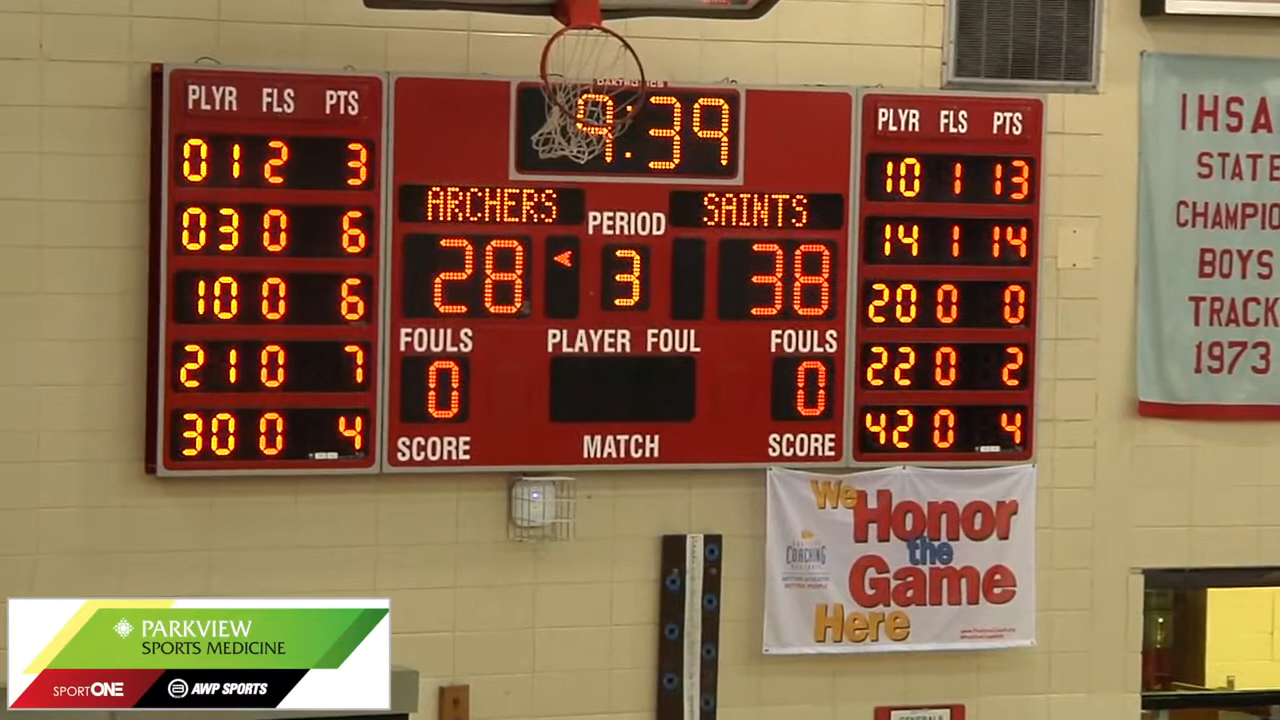 DAKTRONICS
PLYR FLS PTS
01 2 3
03 0 6
10 0 6
21 0 7
30 0 4
9:39
ARCHERS
SAINTS
PERIOD
28
3
38
FOULS
PLAYER FOUL
FOULS
0
0
SCORE
MATCH
SCORE
PLYR FLS PTS
10 1 13
14 1 14
20 0 0
22 0 2
42 0 4
IHSA
STATE
CHAMPIO
BOYS
TRACK
1973
We
Honor
the
Game
Here
COACHING
PARKVIEW
SPORTS MEDICINE
SPORTONE
AWP SPORTS
GENERALS